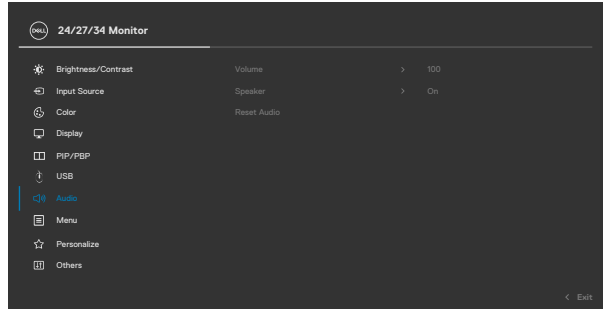 DELL 24/27/34 Monitor
Brightness/Contrast Volume > 100
Input Source Speaker > On
Color Reset Audio
Display
PIP/PBP
USB
Audio
Menu
Personalize
Others
< Exit